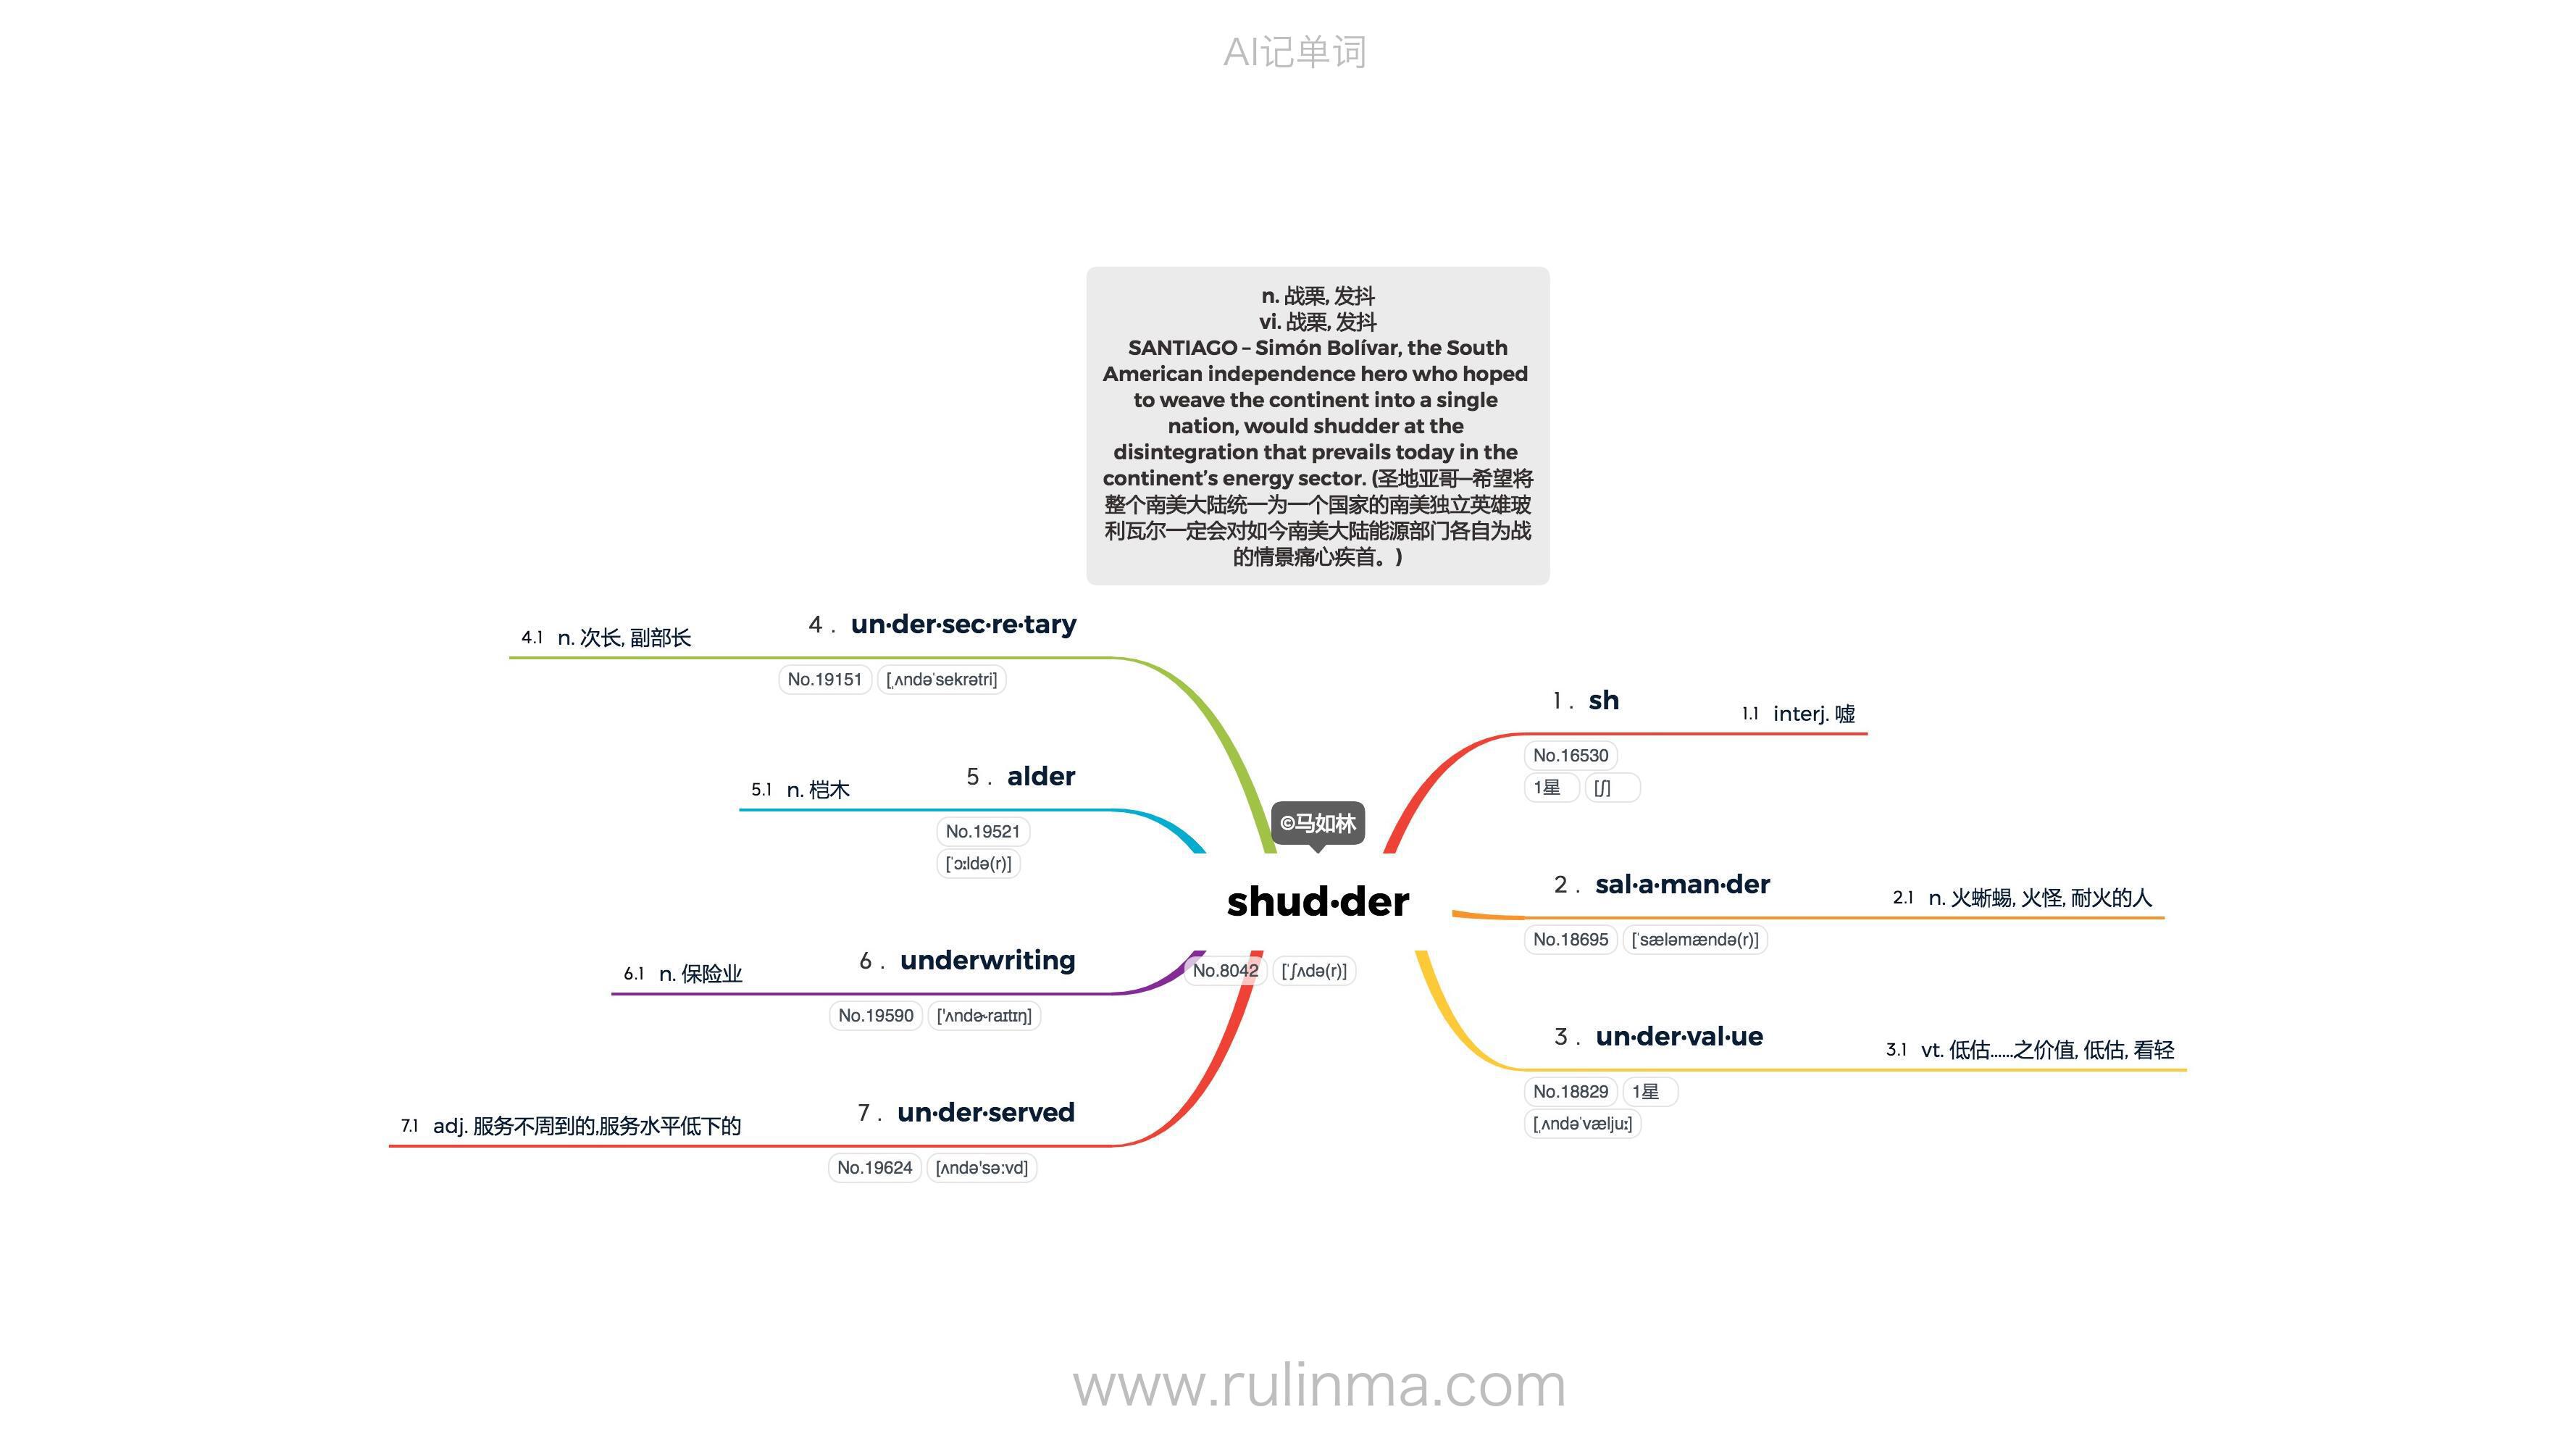 AI记单词
n. 战栗, 发抖
vi. 战栗, 发抖
SANTIAGO – Simón Bolívar, the South
American independence hero who hoped
to weave the continent into a single
nation, would shudder at the
disintegration that prevails today in the
continent’s energy sector. (圣地亚哥—希望将
整个南美大陆统一为一个国家的南美独立英雄玻
利瓦尔一定会对如今南美大陆能源部门各自为战
的情景痛心疾首。)
©马如林
shud·der
No.8042 [ˈʃʌdə(r)]
1 . sh
1.1 interj. 嘘
No.16530
1星 [ʃ]
2 . sal·a·man·der
2.1 n. 火蜥蜴, 火怪, 耐火的人
No.18695 [ˈsæləmændə(r)]
3 . un·der·val·ue
3.1 vt. 低估……之价值, 低估, 看轻
No.18829 1星
[ˌʌndəˈvæljuː]
4 . un·der·sec·re·tary
4.1 n. 次长, 副部长
No.19151 [ˌʌndəˈsekrətri]
5 . alder
5.1 n. 桤木
No.19521
[ˈɔːldə(r)]
6 . underwriting
6.1 n. 保险业
No.19590 ['ʌndɚraɪtɪŋ]
7 . un·der·served
7.1 adj. 服务不周到的,服务水平低下的
No.19624 [ʌndə'sə:vd]
www.rulinma.com